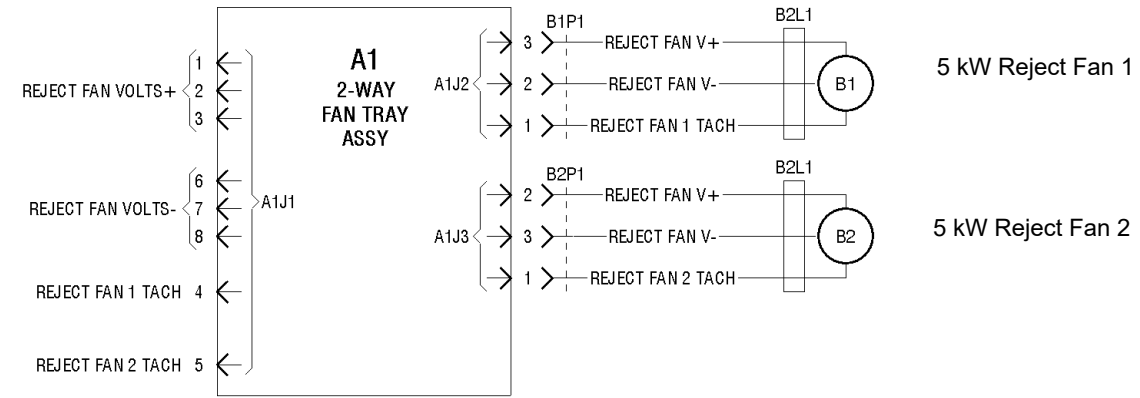 A1
2-WAY
FAN TRAY
ASSY
REJECT FAN VOLTS+
1
2
3
REJECT FAN VOLTS-
6
7
8
A1J1
REJECT FAN 1 TACH 4
REJECT FAN 2 TACH 5
A1J2
B1P1
B2L1
3 REJECT FAN V+
2 REJECT FAN V-
1 REJECT FAN 1 TACH
B1
5 kW Reject Fan 1
A1J3
B2P1
B2L1
2 REJECT FAN V+
3 REJECT FAN V-
1 REJECT FAN 2 TACH
B2
5 kW Reject Fan 2